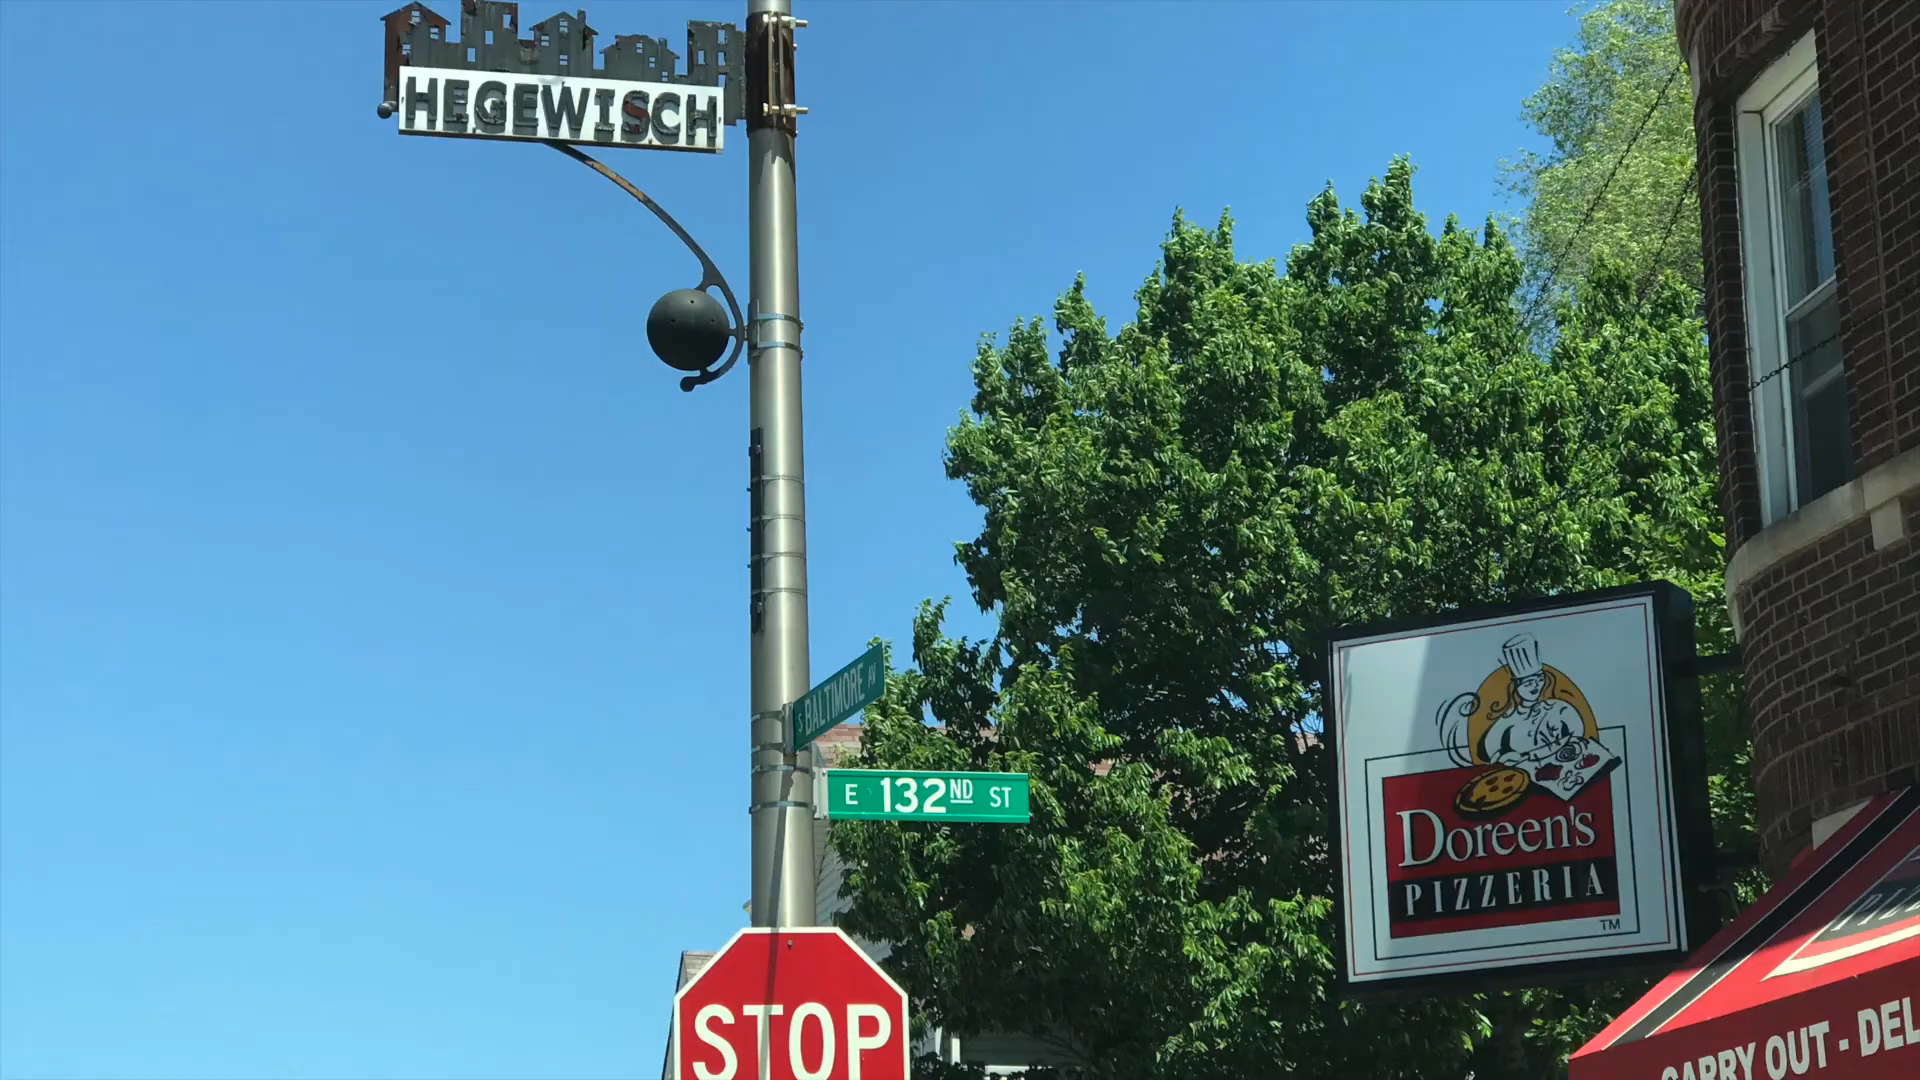 HEGEWISCH
S BALTIMORE AV
E 132ND ST
STOP
Doreen's
PIZZERIA
TM
CARRY OUT - DEL